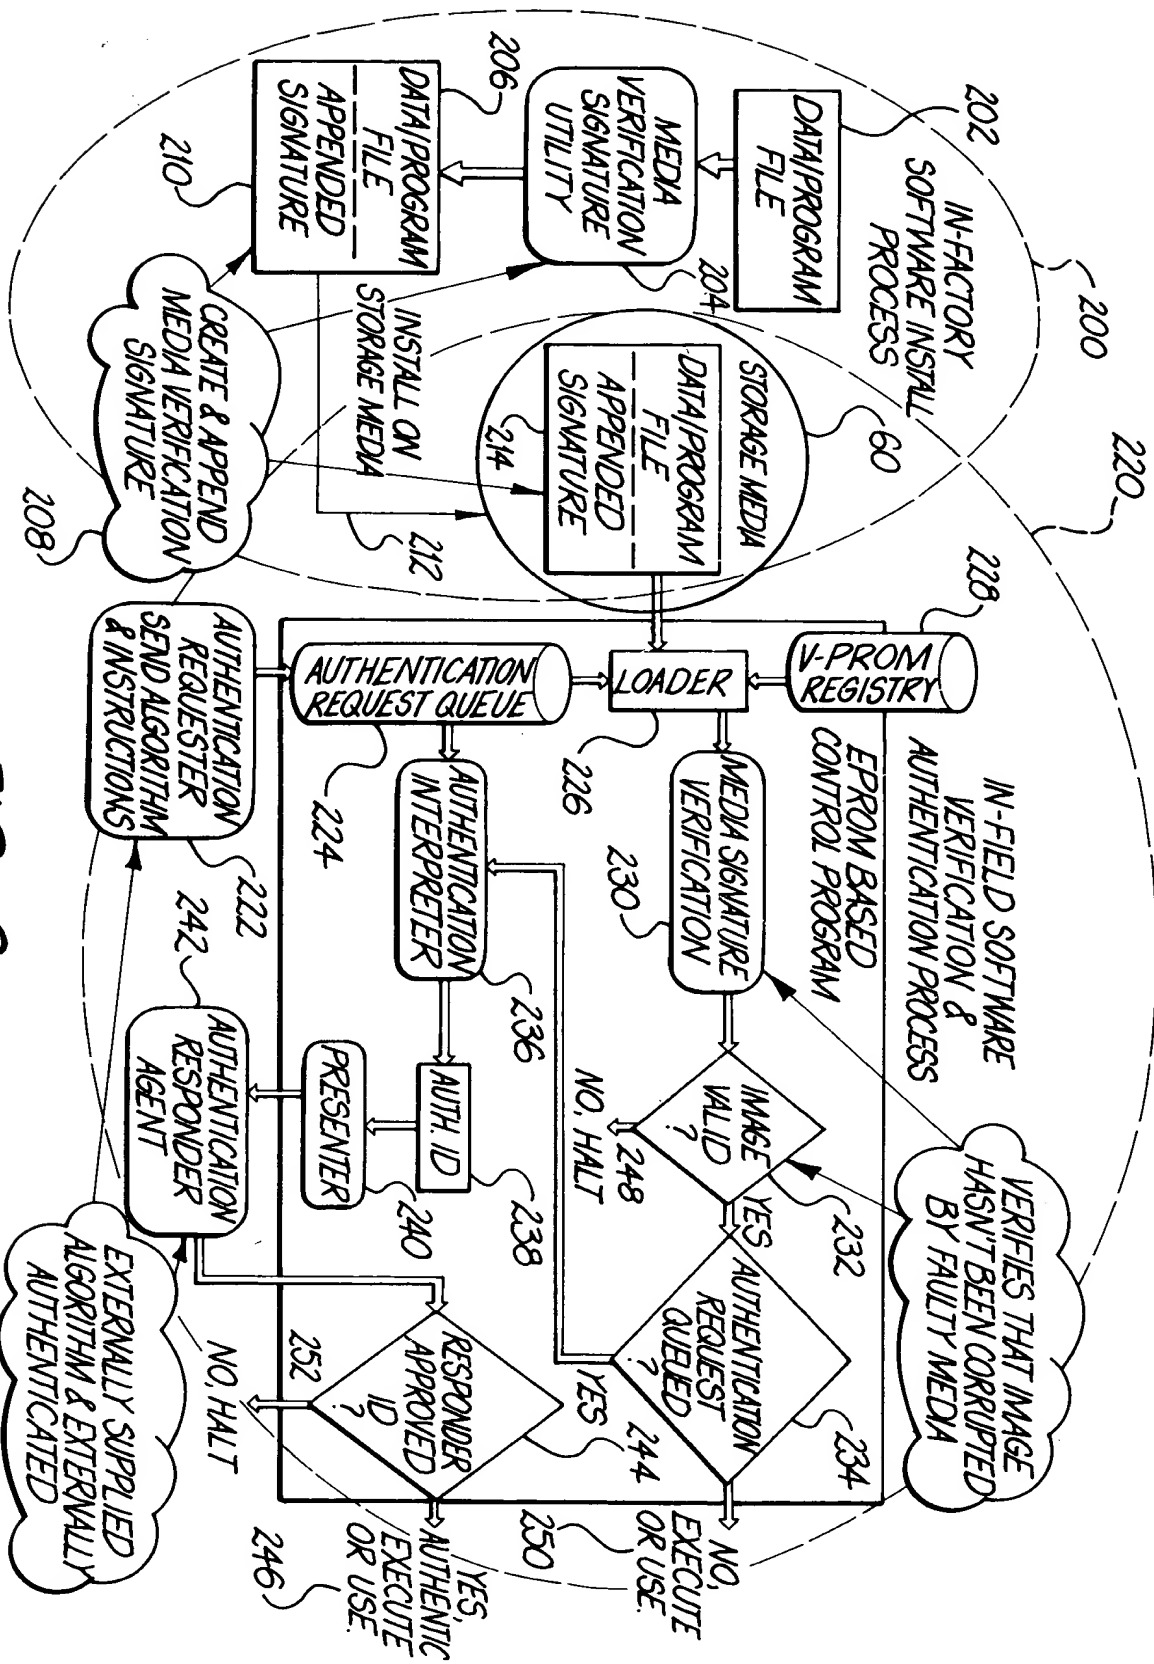 200
IN-FACTORY
SOFTWARE INSTALL
PROCESS
202
DATA/PROGRAM
FILE
MEDIA
VERIFICATION
SIGNATURE
UTILITY
204
206
DATA/PROGRAM
FILE
APPENDED
SIGNATURE
210
INSTALL ON
STORAGE MEDIA
CREATE & APPEND
MEDIA VERIFICATION
SIGNATURE
208
212
60
STORAGE MEDIA
DATA/PROGRAM
FILE
APPENDED
SIGNATURE
214
220
IN-FIELD SOFTWARE
VERIFICATION &
AUTHENTICATION PROCESS
228
V-PROM
REGISTRY
EPROM BASED
CONTROL PROGRAM
LOADER
226
AUTHENTICATION
REQUEST QUEUE
224
AUTHENTICATION
REQUESTER
SEND ALGORITHM
& INSTRUCTIONS
222
MEDIA SIGNATURE
VERIFICATION
230
AUTHENTICATION
INTERPRETER
236
VERIFIES THAT IMAGE
HASN'T BEEN CORRUPTED
BY FAULTY MEDIA
IMAGE
VALID
?
232
YES
NO, HALT
248
AUTHENTICATION
REQUEST
QUEUED
?
234
YES
NO,
EXECUTE
OR USE.
250
AUTH. ID
238
PRESENTER
240
242
AUTHENTICATION
RESPONDER
AGENT
RESPONDER
APPROVED
ID
?
244
252
NO, HALT
YES,
AUTHENTIC
EXECUTE
OR USE.
246
EXTERNALLY SUPPLIED
ALGORITHM & EXTERNALLY
AUTHENTICATED